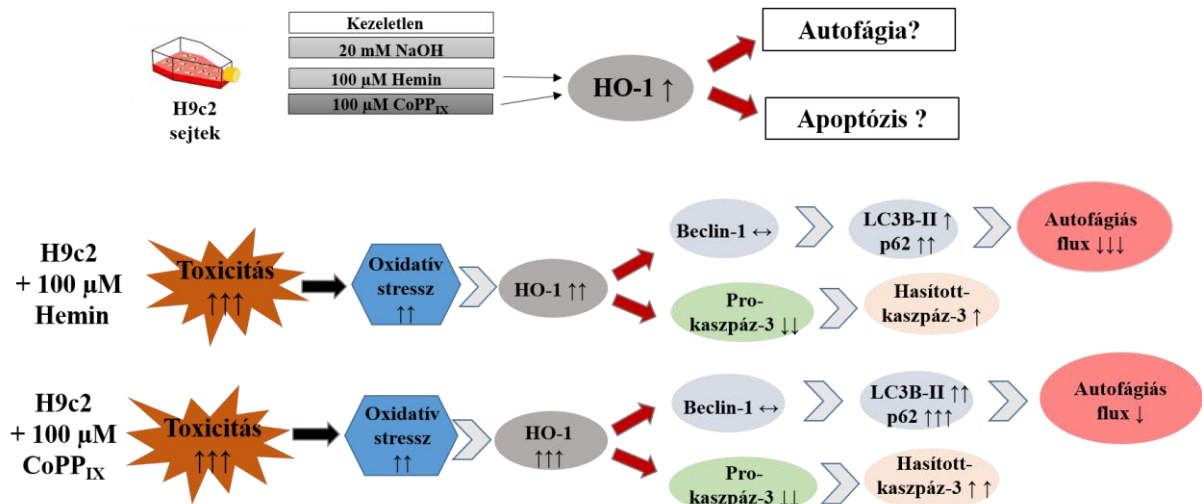 Kezeletlen
20 mM NaOH
100 µM Hemin
100 µM CoPPIX
H9c2
sejtek
HO-1 ↑
Autofágia?
Apoptózis ?
H9c2
+ 100 µM
Hemin
Toxicitás
↑↑↑
Oxidatív
stressz
↑↑
HO-1 ↑↑
Beclin-1 ↔
LC3B-II ↑
p62 ↑↑
Autofágiás
flux ↓↓↓
Pro-
kaszpáz-3 ↓↓
Hasított-
kaszpáz-3 ↑
H9c2
+ 100 µM
CoPPIX
Toxicitás
↑↑↑
Oxidatív
stressz
↑↑
HO-1
↑↑↑
Beclin-1 ↔
LC3B-II ↑↑
p62 ↑↑↑
Autofágiás
flux ↓
Pro-
kaszpáz-3 ↓↓
Hasított-
kaszpáz-3 ↑ ↑